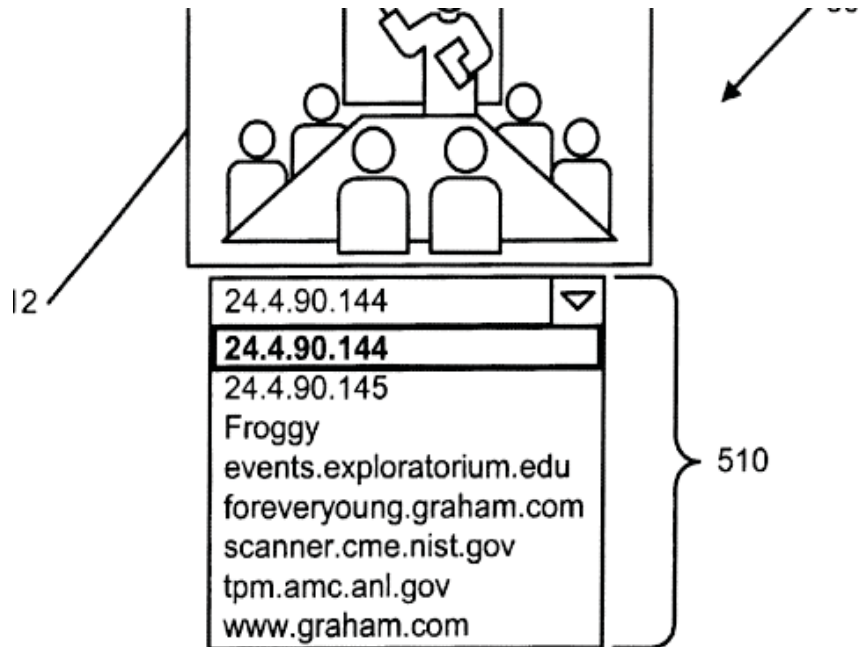 12
24.4.90.144
24.4.90.144
24.4.90.145
Froggy
events.exploratorium.edu
foreveryoung.graham.com
scanner.cme.nist.gov
tpm.amc.anl.gov
www.graham.com
510